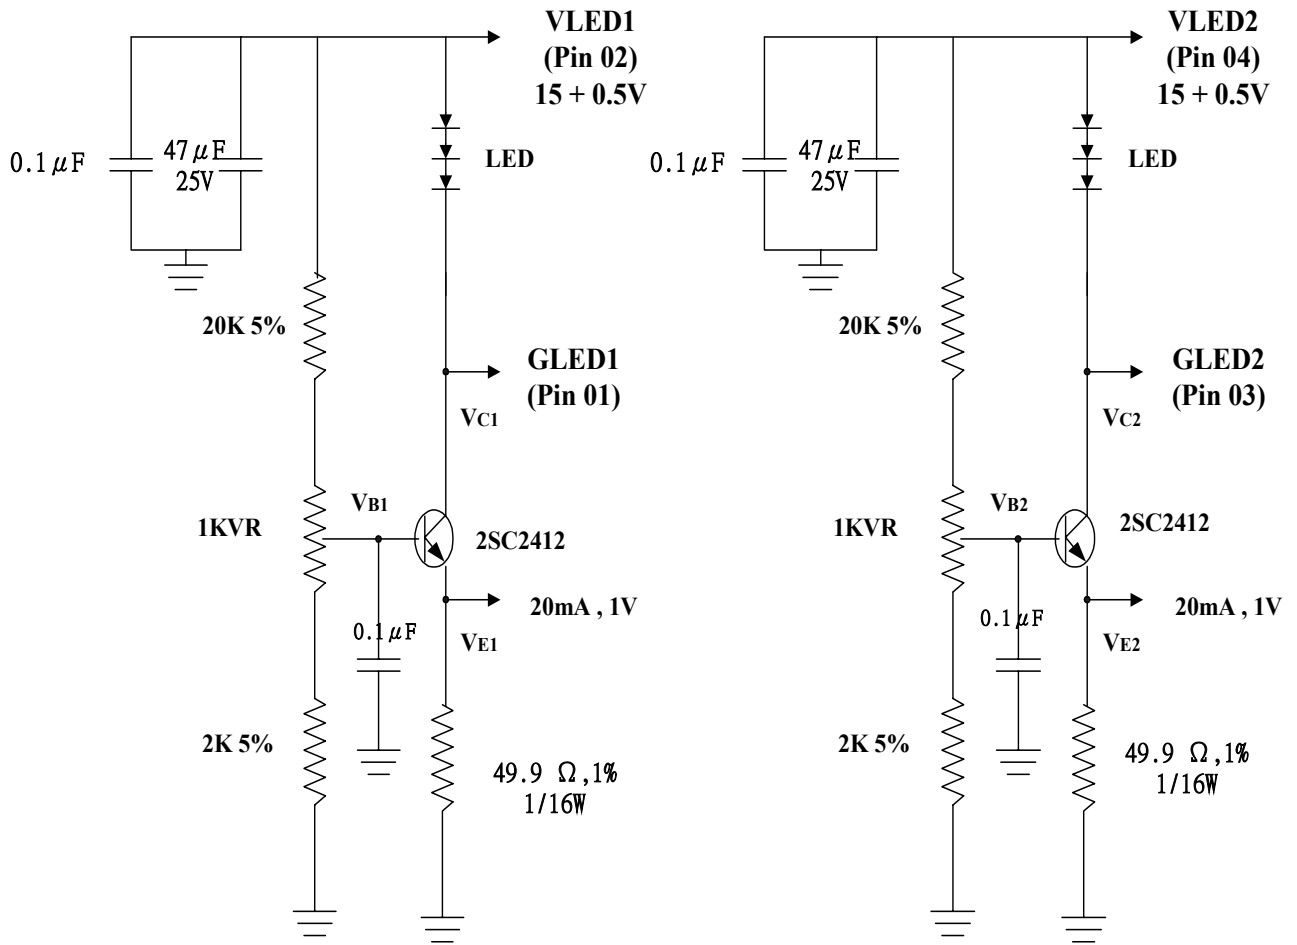 VLED1
(Pin 02)
15 + 0.5V
0.1μF
47μF
25V
LED
20K 5%
GLED1
(Pin 01)
VC1
VB1
1KVR
2SC2412
20mA , 1V
0.1μF
VE1
2K 5%
49.9 Ω,1%
1/16W
VLED2
(Pin 04)
15 + 0.5V
0.1μF
47μF
25V
LED
20K 5%
GLED2
(Pin 03)
VC2
VB2
1KVR
2SC2412
20mA , 1V
0.1μF
VE2
2K 5%
49.9 Ω,1%
1/16W